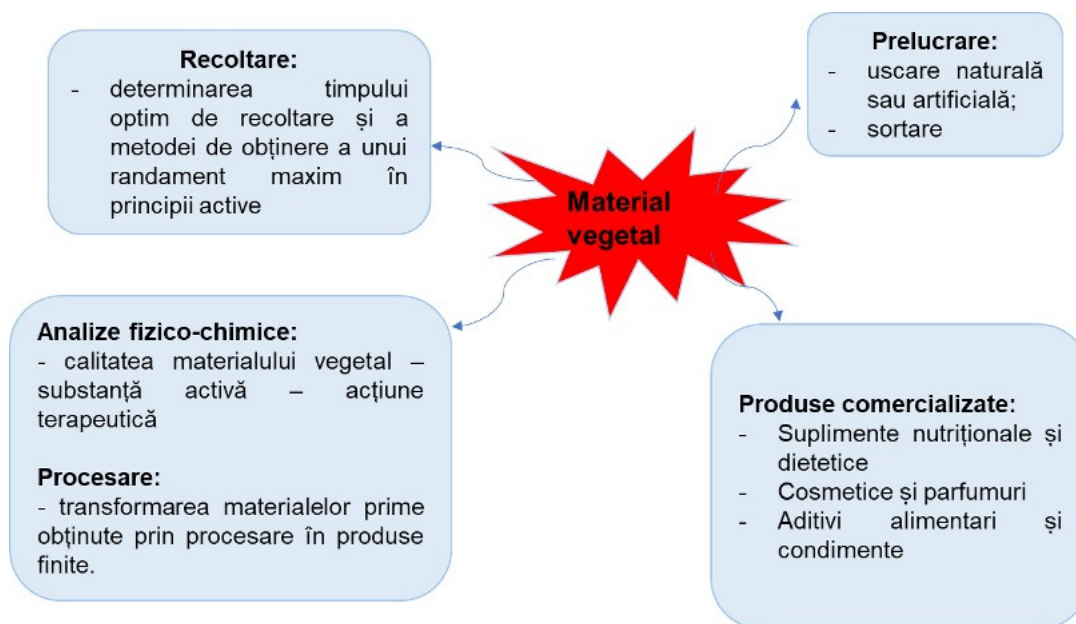 Recoltare:
- determinarea timpului
optim de recoltare și a
metodei de obținere a unui
randament maxim în
principii active
Prelucrare:
- uscare naturală
sau artificială;
- sortare
Material
vegetal
Analize fizico-chimice:
- calitatea materialului vegetal –
substanță activă – acțiune
terapeutică
Procesare:
- transformarea materialelor prime
obținute prin procesare în produse
finite.
Produse comercializate:
- Suplimente nutriționale și
dietetice
- Cosmetice și parfumuri
- Aditivi alimentari și
condimente